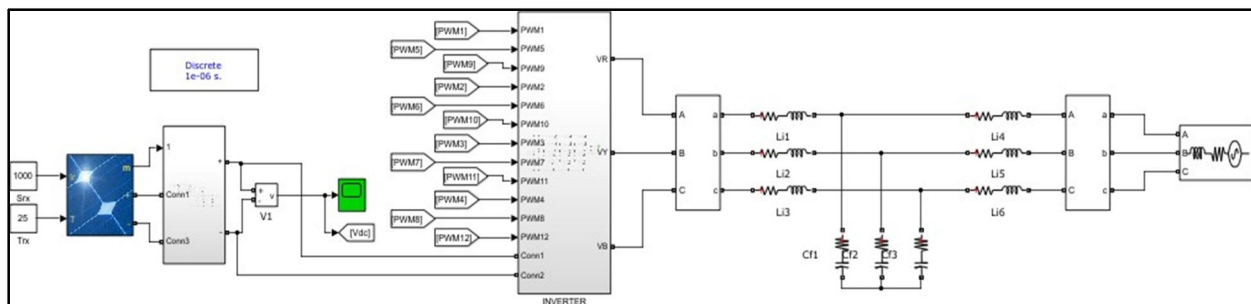 Discrete
1e-06 s.
1000
Srx
25
Trx
Ir
T
m
+
-
1
Conn1
Conn3
+
-
+
-
v
V1
[Vdc]
[PWM1]
[PWM5]
[PWM9]
[PWM2]
[PWM6]
[PWM10]
[PWM3]
[PWM7]
[PWM11]
[PWM4]
[PWM8]
[PWM12]
PWM1
PWM5
PWM9
PWM2
PWM6
PWM10
PWM3
PWM7
PWM11
PWM4
PWM8
PWM12
Conn1
Conn2
VR
VY
VB
INVERTER
A
B
C
a
b
c
Li1
Li2
Li3
Cf1
Cf2
Cf3
Li4
Li5
Li6
A
B
C
a
b
c
A
B
C